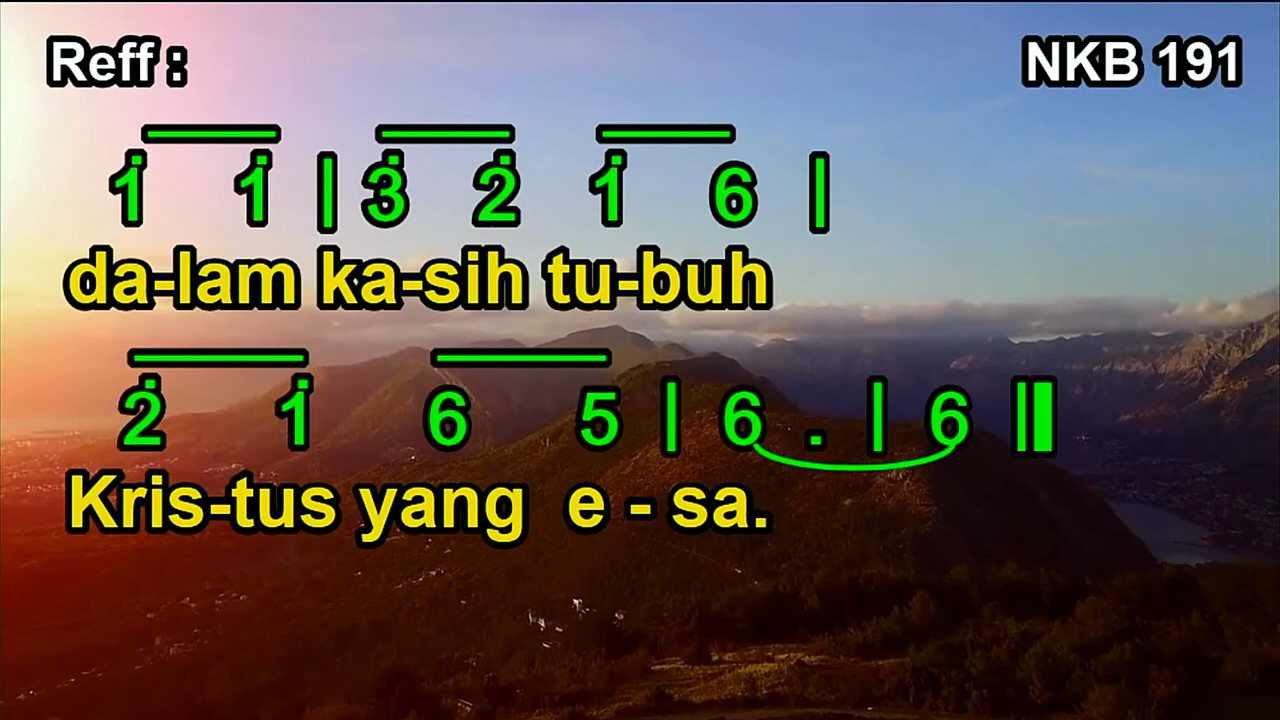 Reff : NKB 191
1̇ 1̇ | 3̇ 2̇ 1̇ 6 |
da-lam ka-sih tu-buh
2̇ 1̇ 6 5 | 6 . | 6 ||
Kris-tus yang e - sa.